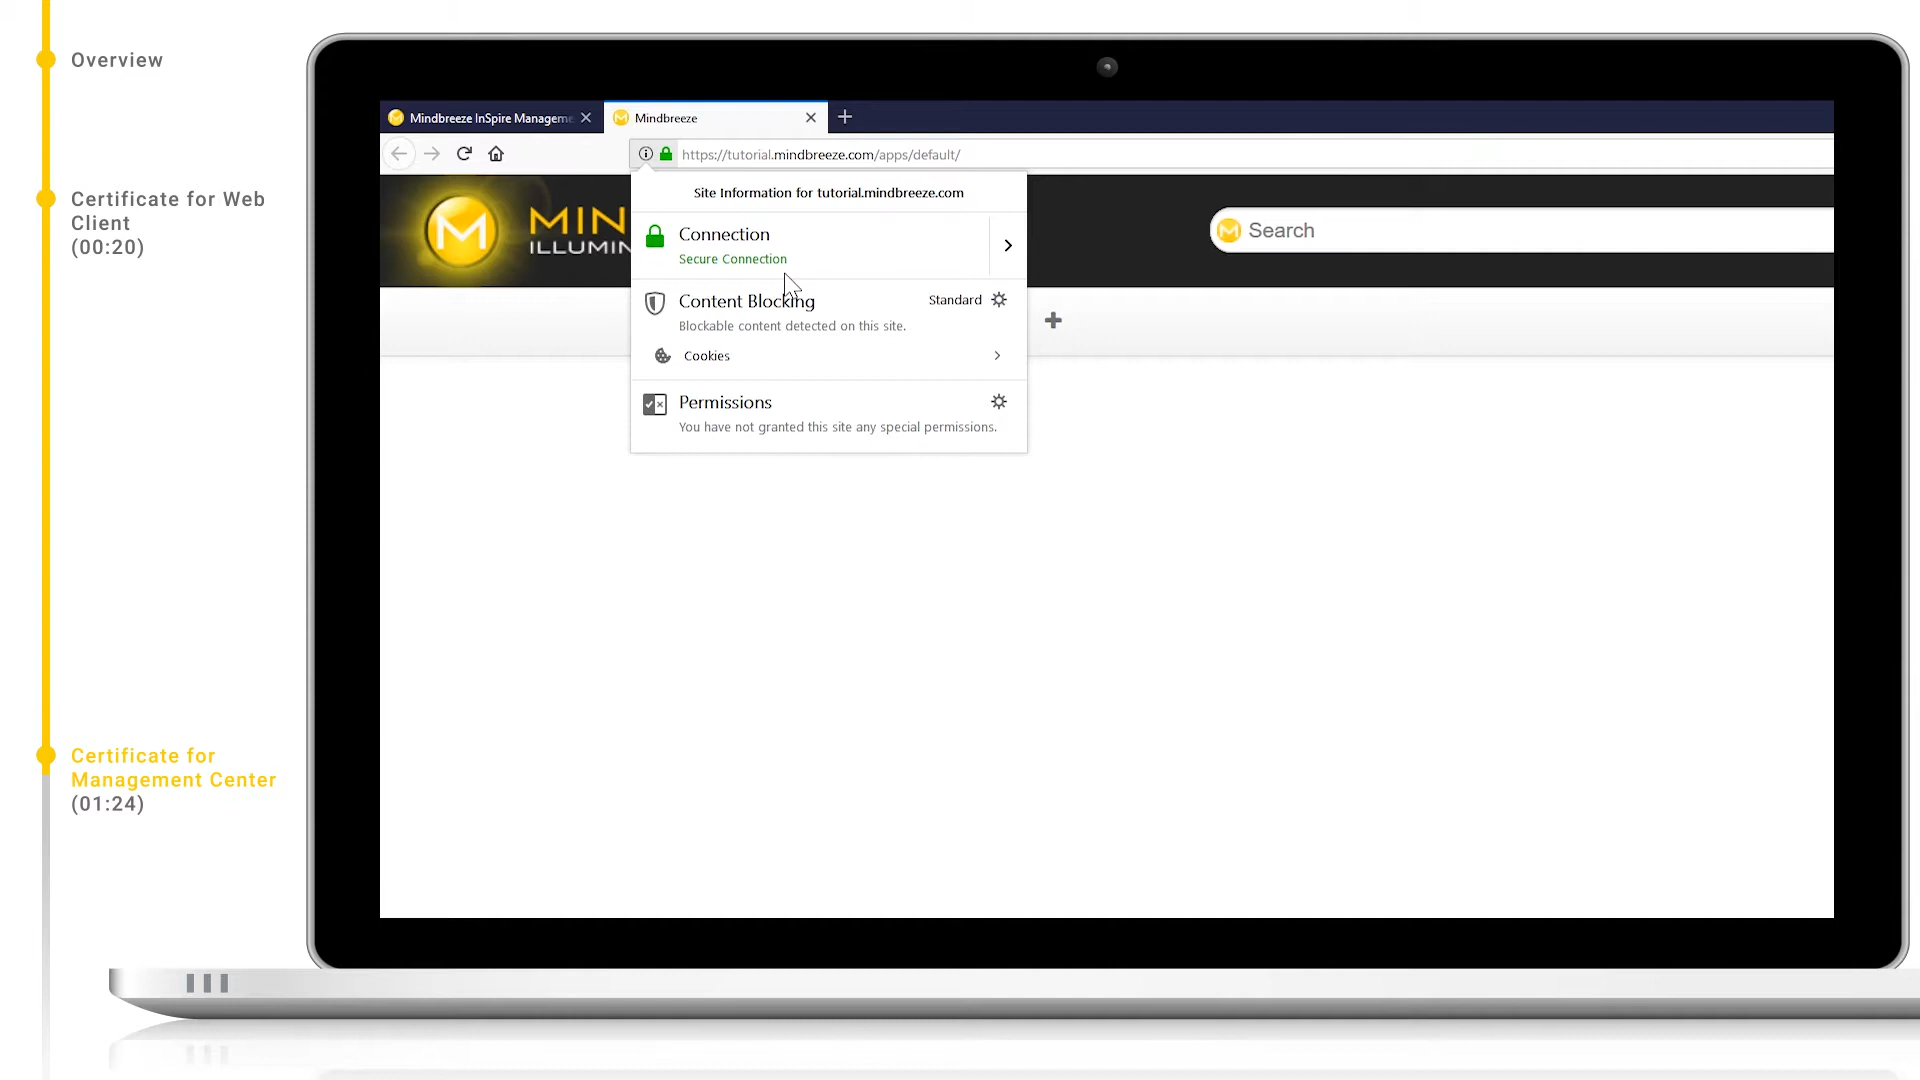 Overview
Certificate for Web
Client
(00:20)
Certificate for
Management Center
(01:24)
Mindbreeze InSpire Managem
Mindbreeze
https://tutorial.mindbreeze.com/apps/default/
MIN
ILLUMIN
Search
Site Information for tutorial.mindbreeze.com
Connection
Secure Connection
Content Blocking Standard
Blockable content detected on this site.
Cookies
Permissions
You have not granted this site any special permissions.